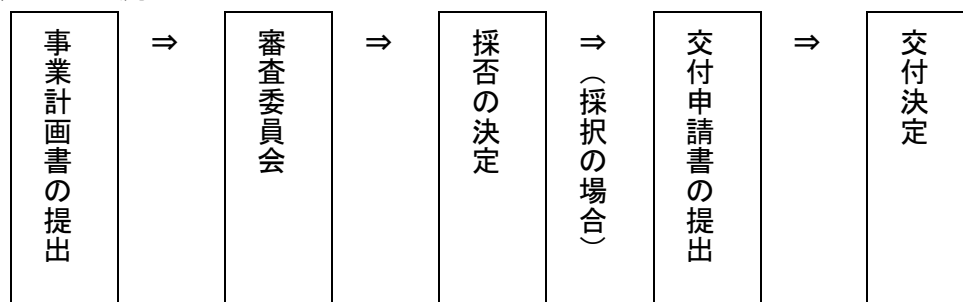 事業計画書の提出
⇒
審査委員会
⇒
採否の決定
⇒（採択の場合）
交付申請書の提出
⇒
交付決定